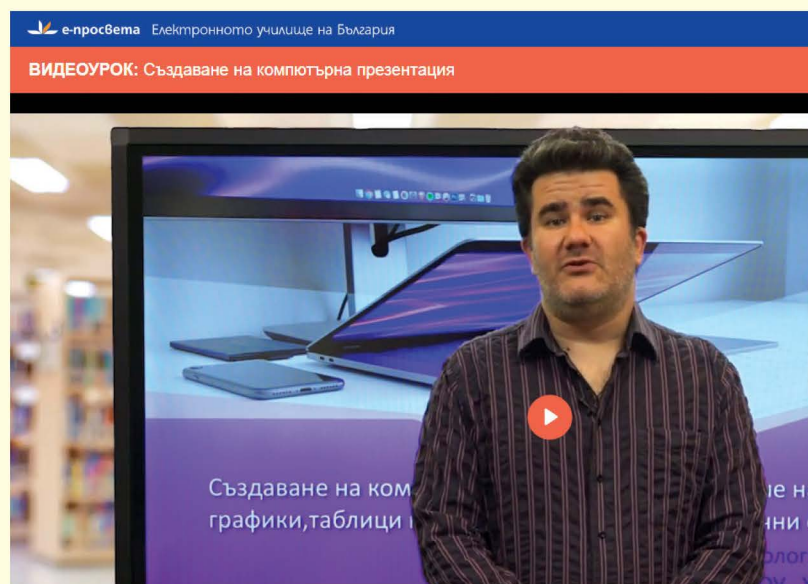 е-просвета Електронното училище на България
ВИДЕОУРОК: Създаване на компютърна презентация
Създаване на ком
графики,таблици